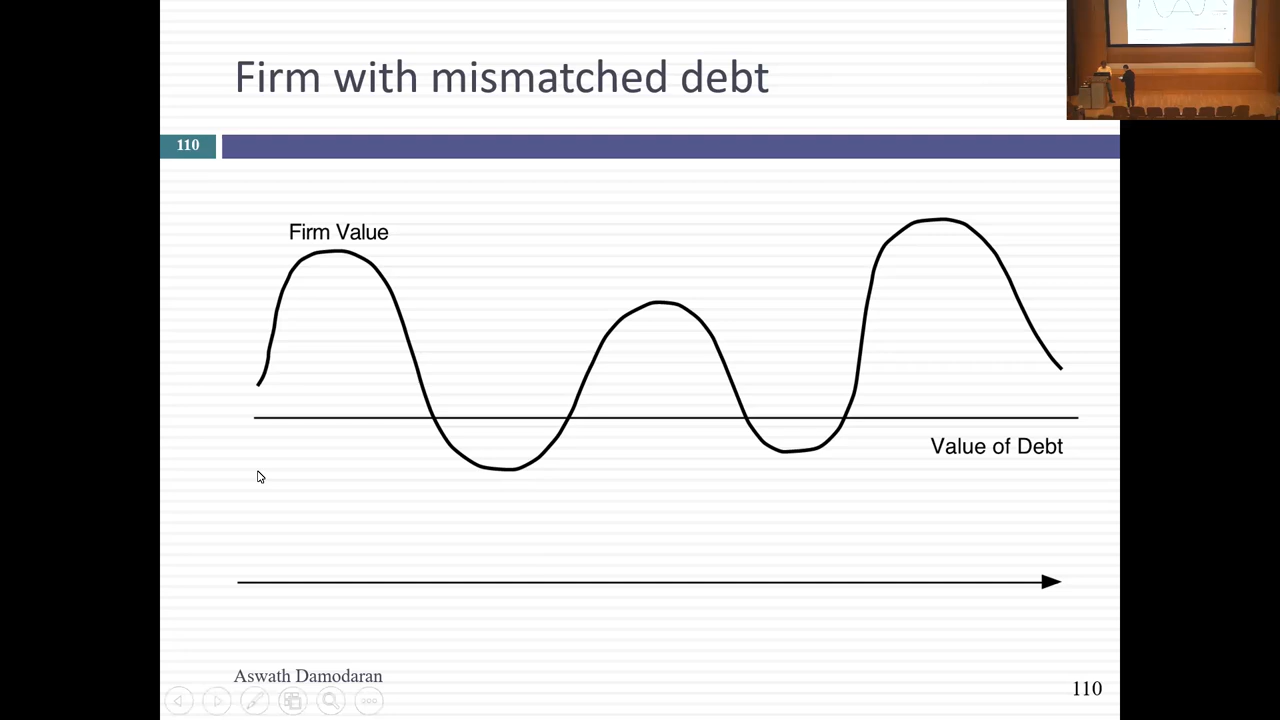 Firm with mismatched debt
110
Firm Value
Value of Debt
Aswath Damodaran
110